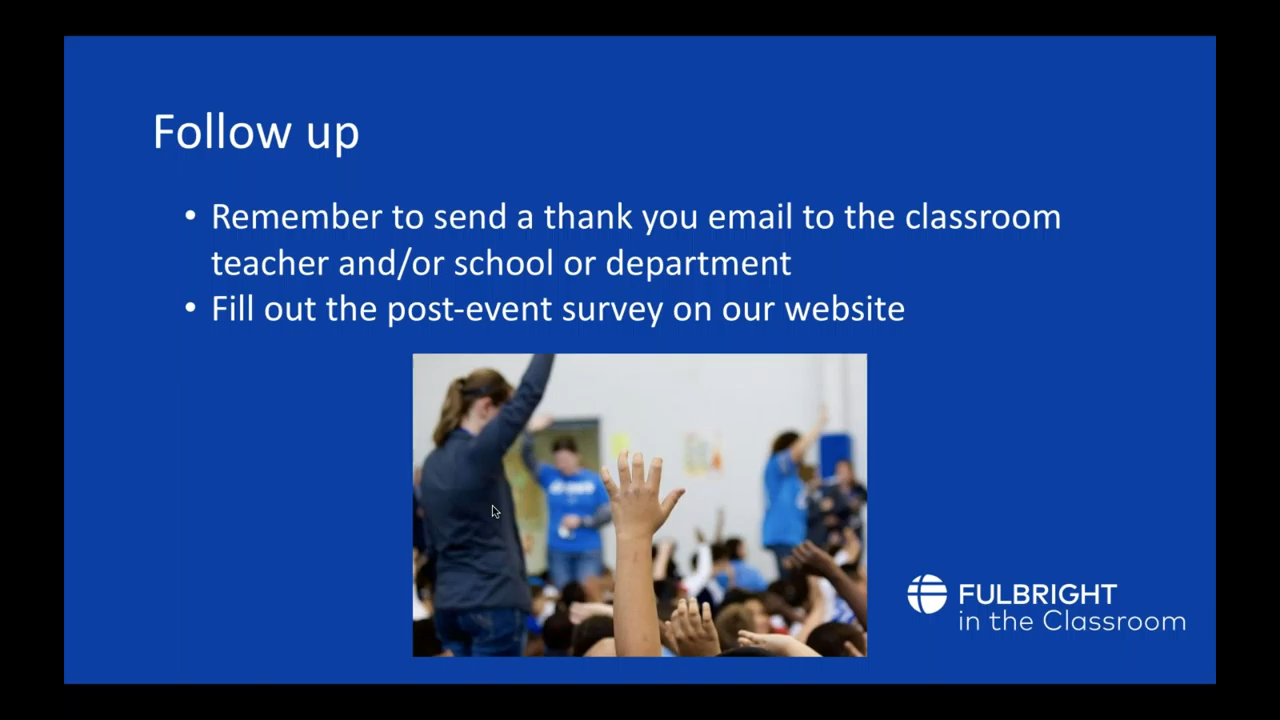 Follow up
• Remember to send a thank you email to the classroom
teacher and/or school or department
• Fill out the post-event survey on our website
FULBRIGHT
in the Classroom